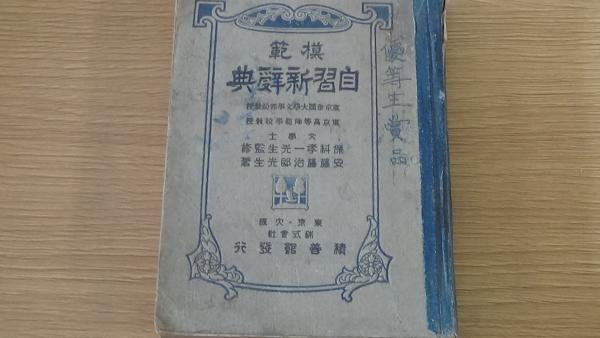 模範
自習新辭典
東京帝國大學文學部助教授
東京高等師範學校教授
文學士
保科孝一先生監修
安藤藤治郎先生著
東京・大阪
株式會社
積善館發行
優等生賞品